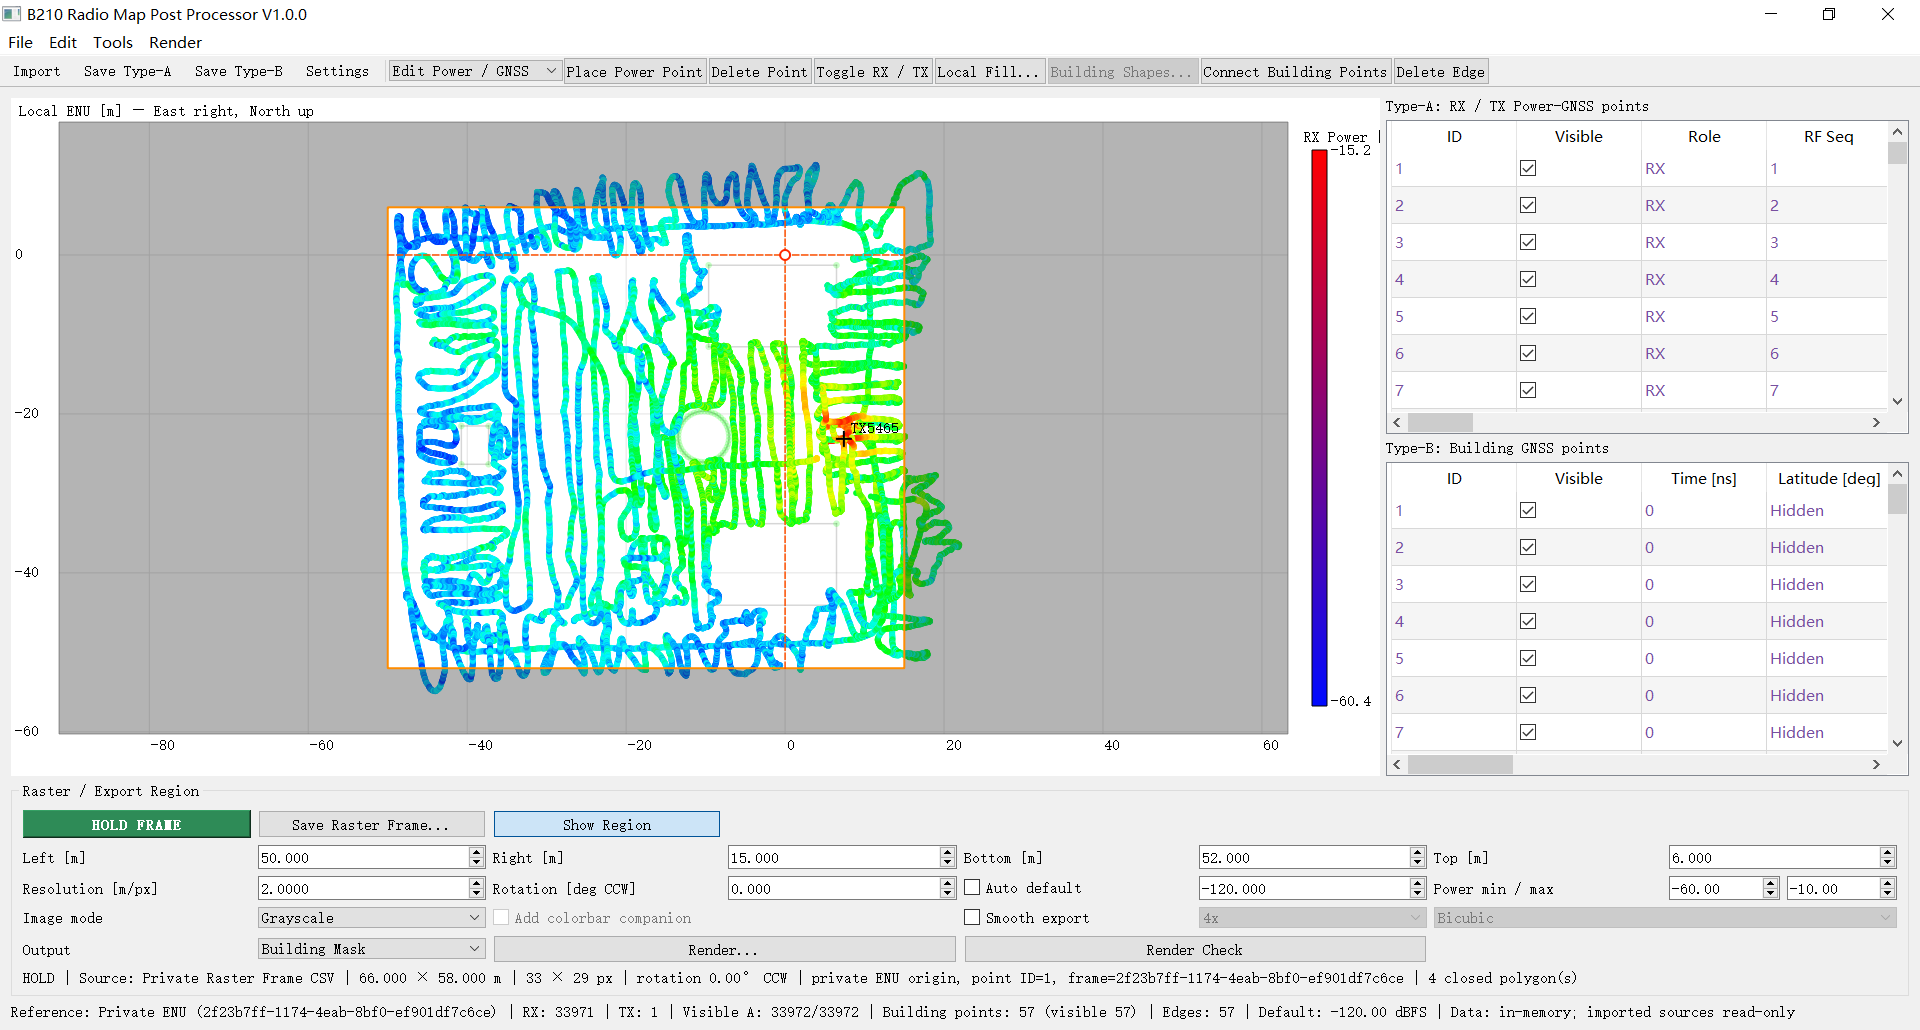 B210 Radio Map Post Processor V1.0.0
File Edit Tools Render
Import Save Type-A Save Type-B Settings Edit Power / GNSS Place Power Point Delete Point Toggle RX / TX Local Fill... Building Shapes... Connect Building Points Delete Edge
Local ENU [m] — East right, North up
RX Power [
-15.2
-60.4
0
-20
-40
-60
-80 -60 -40 -20 0 20 40 60
TX5465
Type-A: RX / TX Power-GNSS points
ID Visible Role RF Seq
1 RX 1
2 RX 2
3 RX 3
4 RX 4
5 RX 5
6 RX 6
7 RX 7
Type-B: Building GNSS points
ID Visible Time [ns] Latitude [deg]
1 0 Hidden
2 0 Hidden
3 0 Hidden
4 0 Hidden
5 0 Hidden
6 0 Hidden
7 0 Hidden
Raster / Export Region
HOLD FRAME Save Raster Frame... Show Region
Left [m] 50.000 Right [m] 15.000 Bottom [m] 52.000 Top [m] 6.000
Resolution [m/px] 2.0000 Rotation [deg CCW] 0.000 Auto default -120.000 Power min / max -60.00 -10.00
Image mode Grayscale Add colorbar companion Smooth export 4x Bicubic
Output Building Mask Render... Render Check
HOLD | Source: Private Raster Frame CSV | 66.000 × 58.000 m | 33 × 29 px | rotation 0.00° CCW | private ENU origin, point ID=1, frame=2f23b7ff-1174-4eab-8bf0-ef901df7c6ce | 4 closed polygon(s)
Reference: Private ENU (2f23b7ff-1174-4eab-8bf0-ef901df7c6ce) | RX: 33971 | TX: 1 | Visible A: 33972/33972 | Building points: 57 (visible 57) | Edges: 57 | Default: -120.00 dBFS | Data: in-memory; imported sources read-only